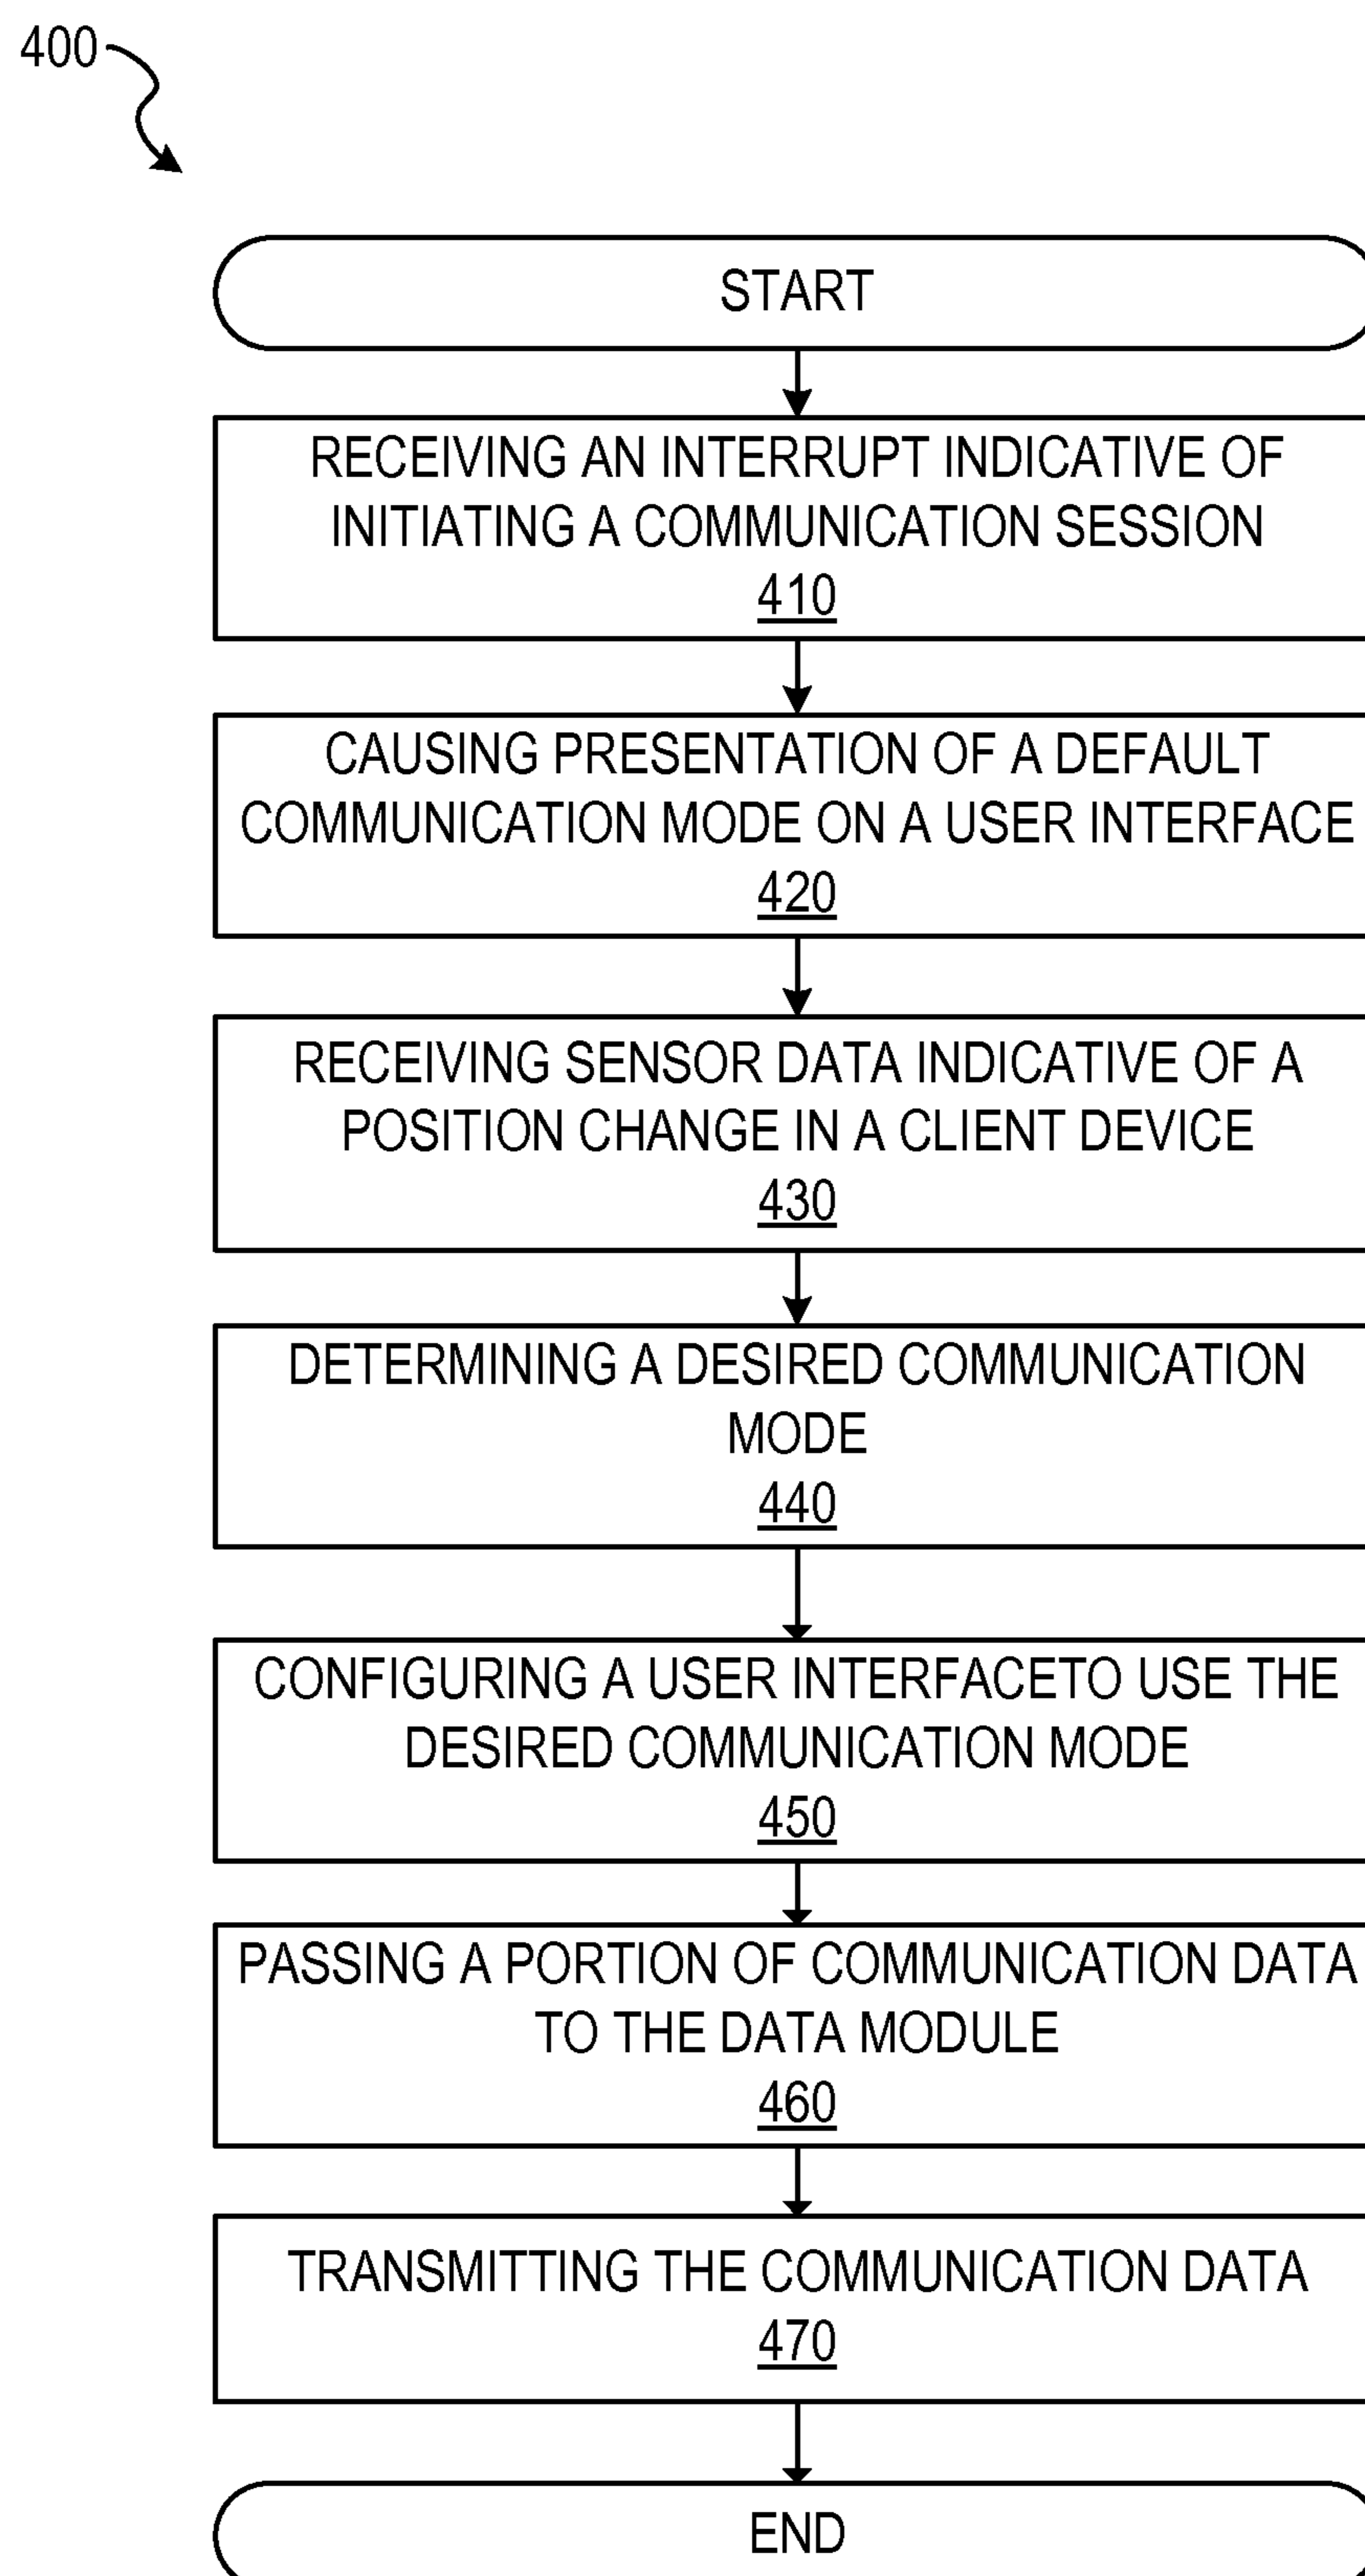 400
START
RECEIVING AN INTERRUPT INDICATIVE OF
INITIATING A COMMUNICATION SESSION
410
CAUSING PRESENTATION OF A DEFAULT
COMMUNICATION MODE ON A USER INTERFACE
420
RECEIVING SENSOR DATA INDICATIVE OF A
POSITION CHANGE IN A CLIENT DEVICE
430
DETERMINING A DESIRED COMMUNICATION
MODE
440
CONFIGURING A USER INTERFACETO USE THE
DESIRED COMMUNICATION MODE
450
PASSING A PORTION OF COMMUNICATION DATA
TO THE DATA MODULE
460
TRANSMITTING THE COMMUNICATION DATA
470
END